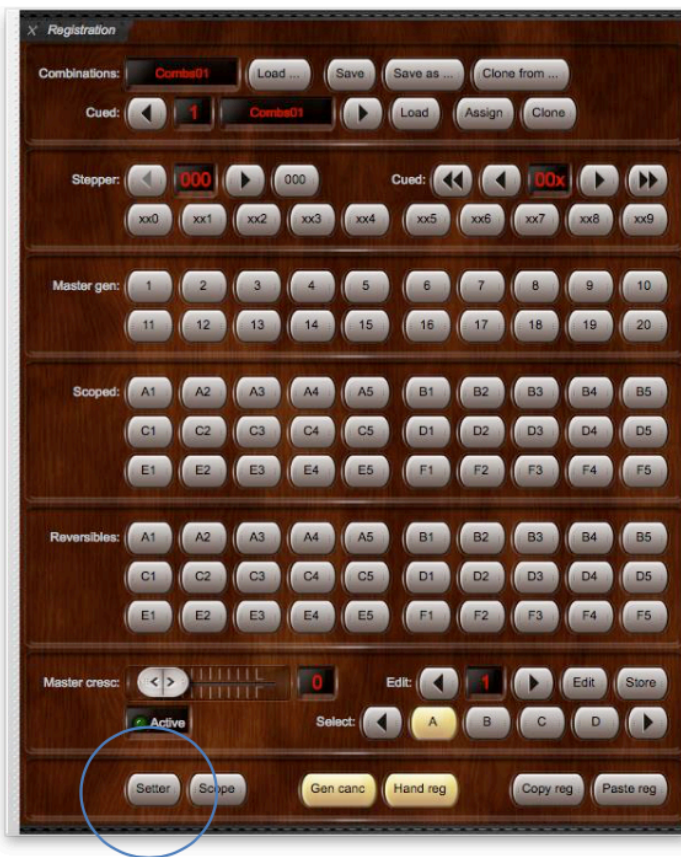 X Registration
Combinations: Combs01 Load ... Save Save as ... Clone from ...
Cued: 1 Combs01 Load Assign Clone
Stepper: 000 000 Cued: 00x
xx0 xx1 xx2 xx3 xx4 xx5 xx6 xx7 xx8 xx9
Master gen: 1 2 3 4 5 6 7 8 9 10
11 12 13 14 15 16 17 18 19 20
Scoped: A1 A2 A3 A4 A5 B1 B2 B3 B4 B5
C1 C2 C3 C4 C5 D1 D2 D3 D4 D5
E1 E2 E3 E4 E5 F1 F2 F3 F4 F5
Reversibles: A1 A2 A3 A4 A5 B1 B2 B3 B4 B5
C1 C2 C3 C4 C5 D1 D2 D3 D4 D5
E1 E2 E3 E4 E5 F1 F2 F3 F4 F5
Master cresc: < > 0 Edit: 1 Edit Store
Active Select: A B C D
Setter Scope Gen canc Hand reg Copy reg Paste reg